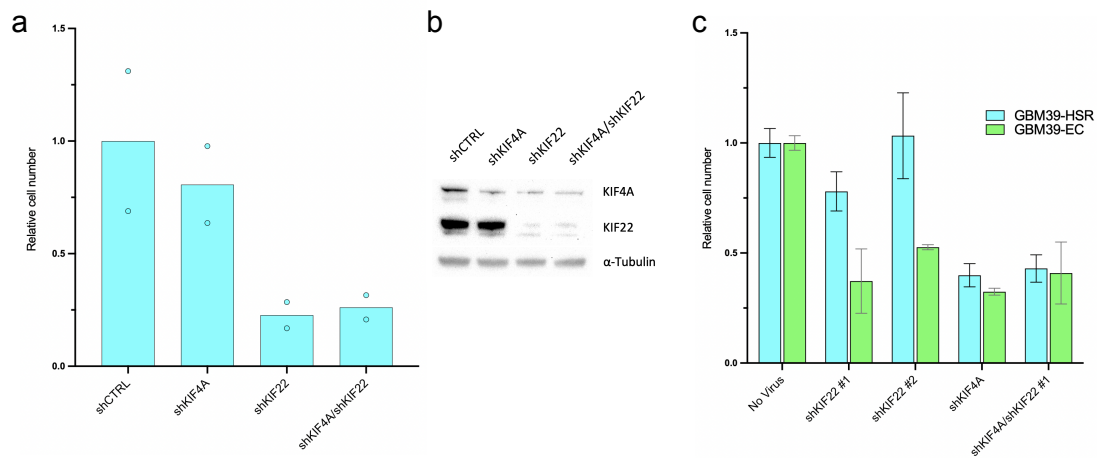 a
1.5
1.0
0.5
0.0
Relative cell number
shCTRL
shKIF4A
shKIF22
shKIF4A/shKIF22
b
shCTRL
shKIF4A
shKIF22
shKIF4A/shKIF22
KIF4A
KIF22
α-Tubulin
c
1.5
1.0
0.5
0.0
Relative cell number
GBM39-HSR
GBM39-EC
No Virus
shKIF22 #1
shKIF22 #2
shKIF4A
shKIF4A/shKIF22 #1